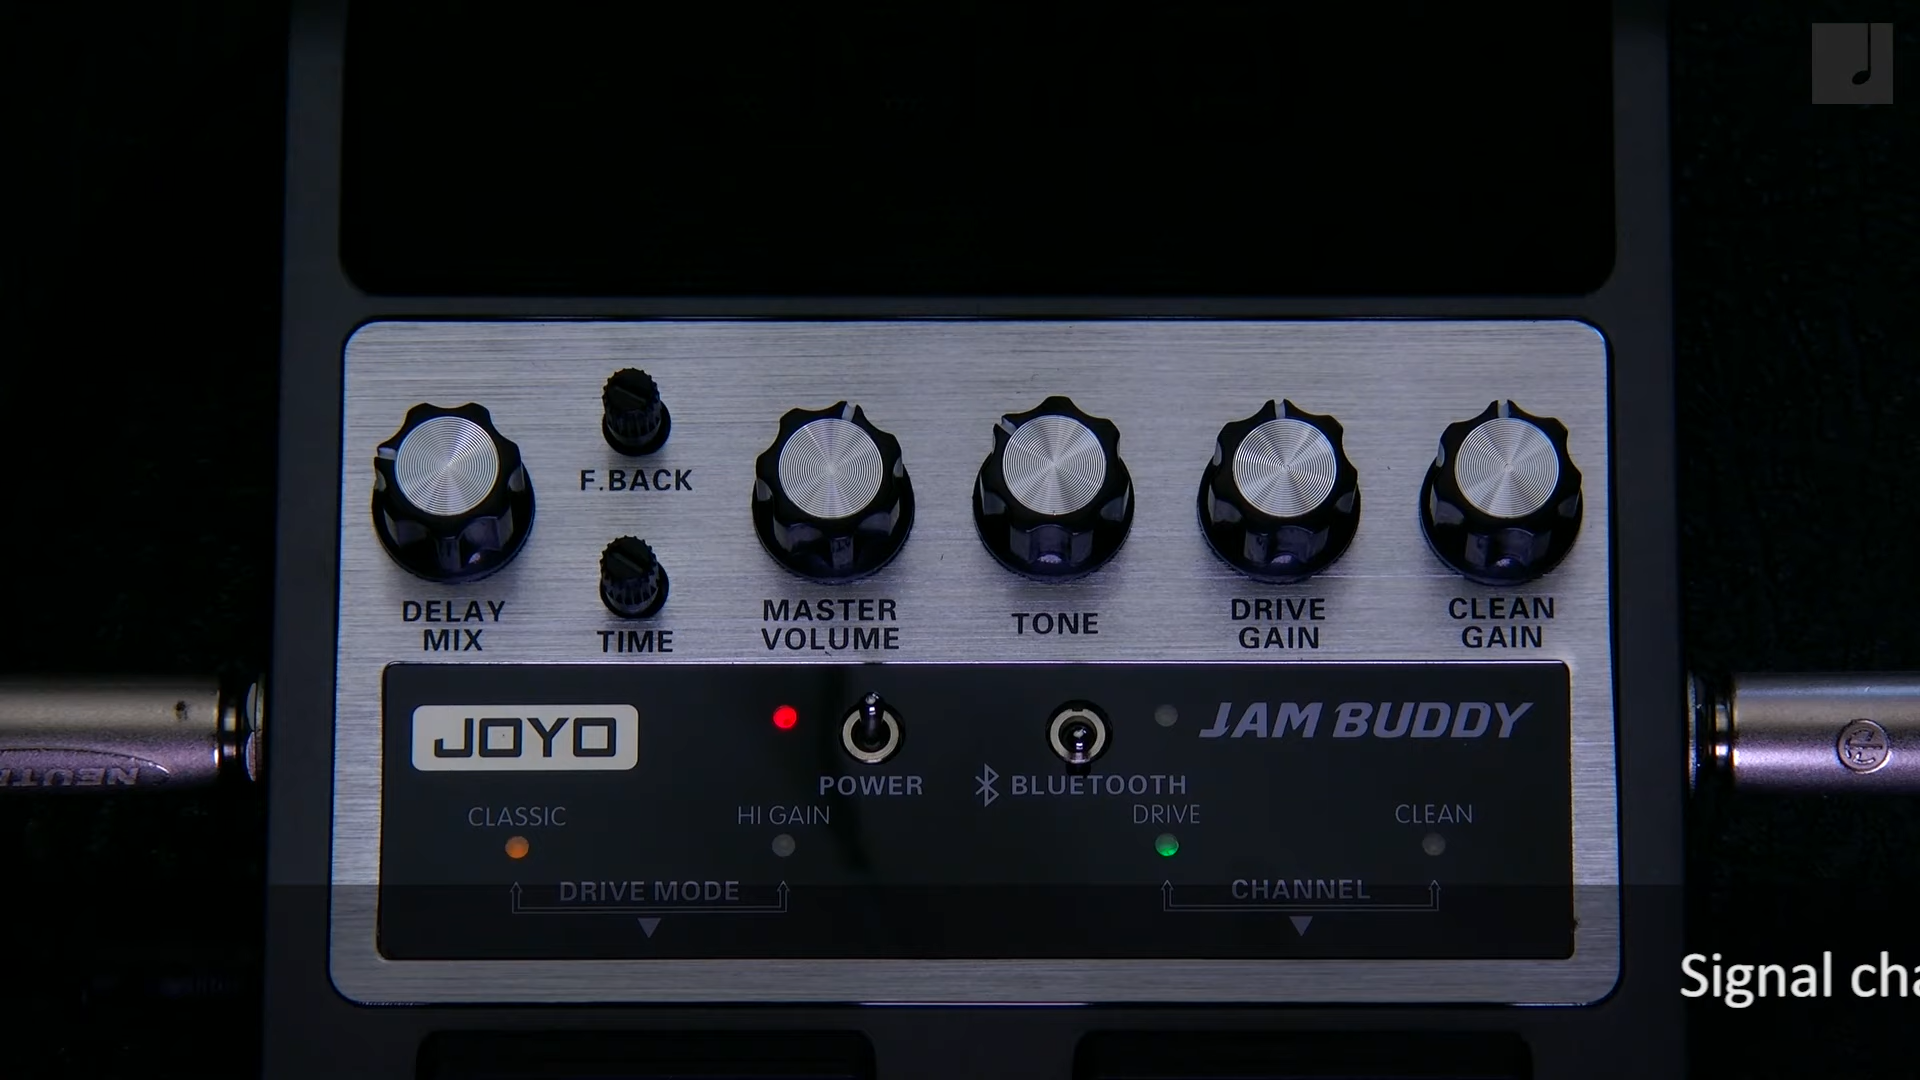 F.BACK
DELAY
MIX
TIME
MASTER
VOLUME
TONE
DRIVE
GAIN
CLEAN
GAIN
JOYO
JAM BUDDY
POWER
BLUETOOTH
CLASSIC
HI GAIN
DRIVE
CLEAN
DRIVE MODE
CHANNEL
Signal cha